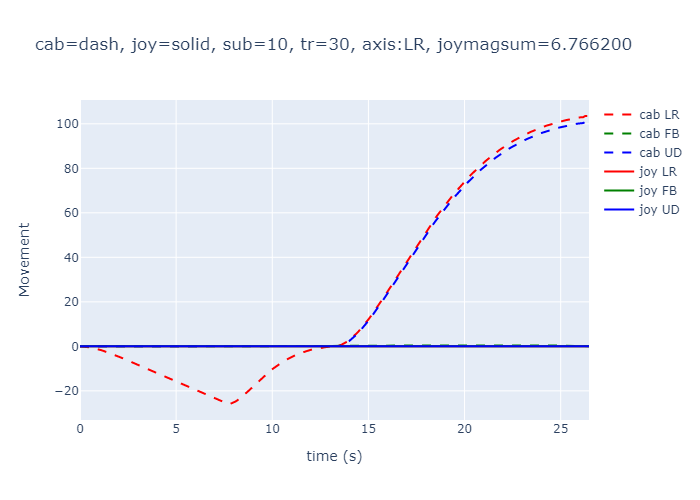 cab=dash, joy=solid, sub=10, tr=30, axis:LR, joymagsum=6.766200
100
80
60
40
20
0
−20
Movement
0
5
10
15
20
25
time (s)
cab LR
cab FB
cab UD
joy LR
joy FB
joy UD